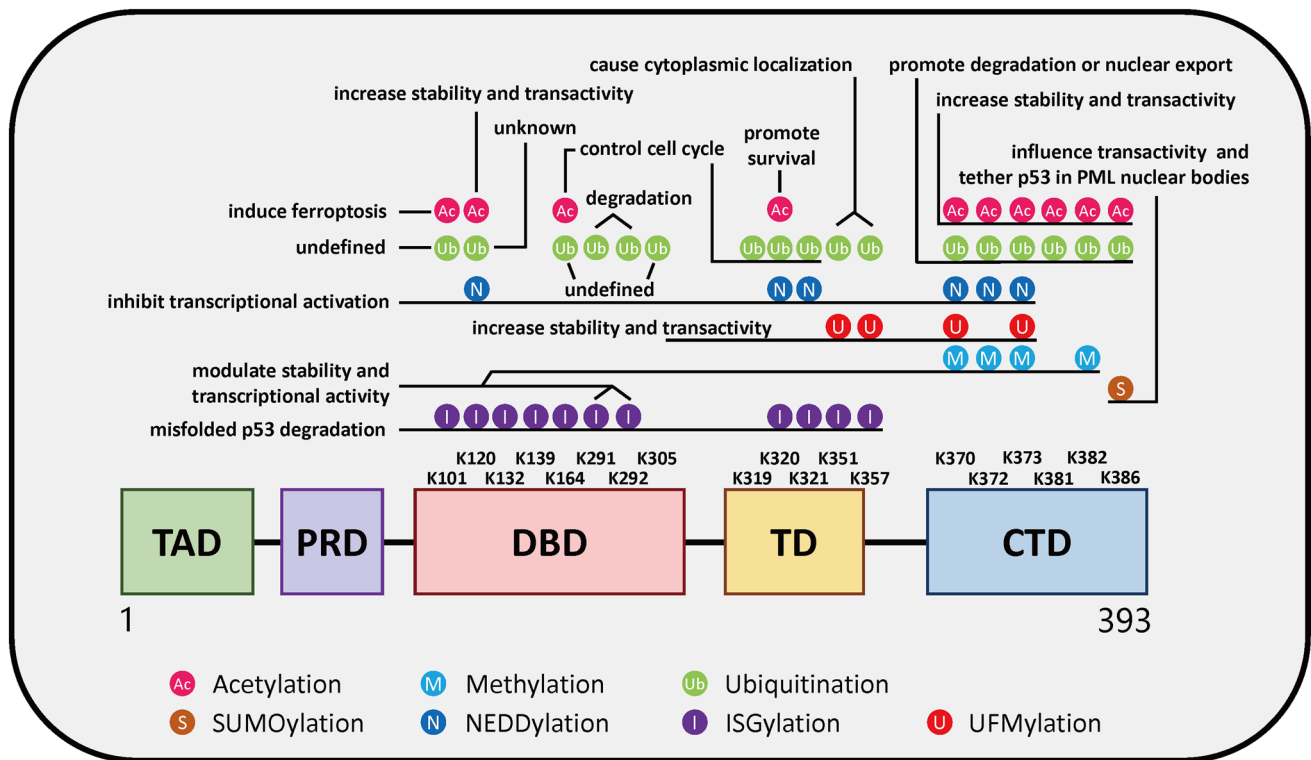 cause cytoplasmic localization
promote degradation or nuclear export
increase stability and transactivity
increase stability and transactivity
unknown
promote
survival
control cell cycle
influence transactivity and
tether p53 in PML nuclear bodies
degradation
induce ferroptosis
Ac Ac Ac Ac Ac Ac Ac Ac Ac Ac
undefined
Ub Ub Ub Ub Ub Ub Ub Ub Ub Ub Ub Ub Ub Ub Ub Ub Ub
undefined
inhibit transcriptional activation
N N N N N N
increase stability and transactivity
U U U U
M M M M
modulate stability and
transcriptional activity
S
misfolded p53 degradation
I I I I I I I I I I I
K120 K139 K291 K305 K320 K351 K373 K382
K101 K132 K164 K292 K319 K321 K357 K370 K372 K381 K386
TAD PRD DBD TD CTD
1 393
Ac Acetylation M Methylation Ub Ubiquitination
S SUMOylation N NEDDylation I ISGylation U UFMylation